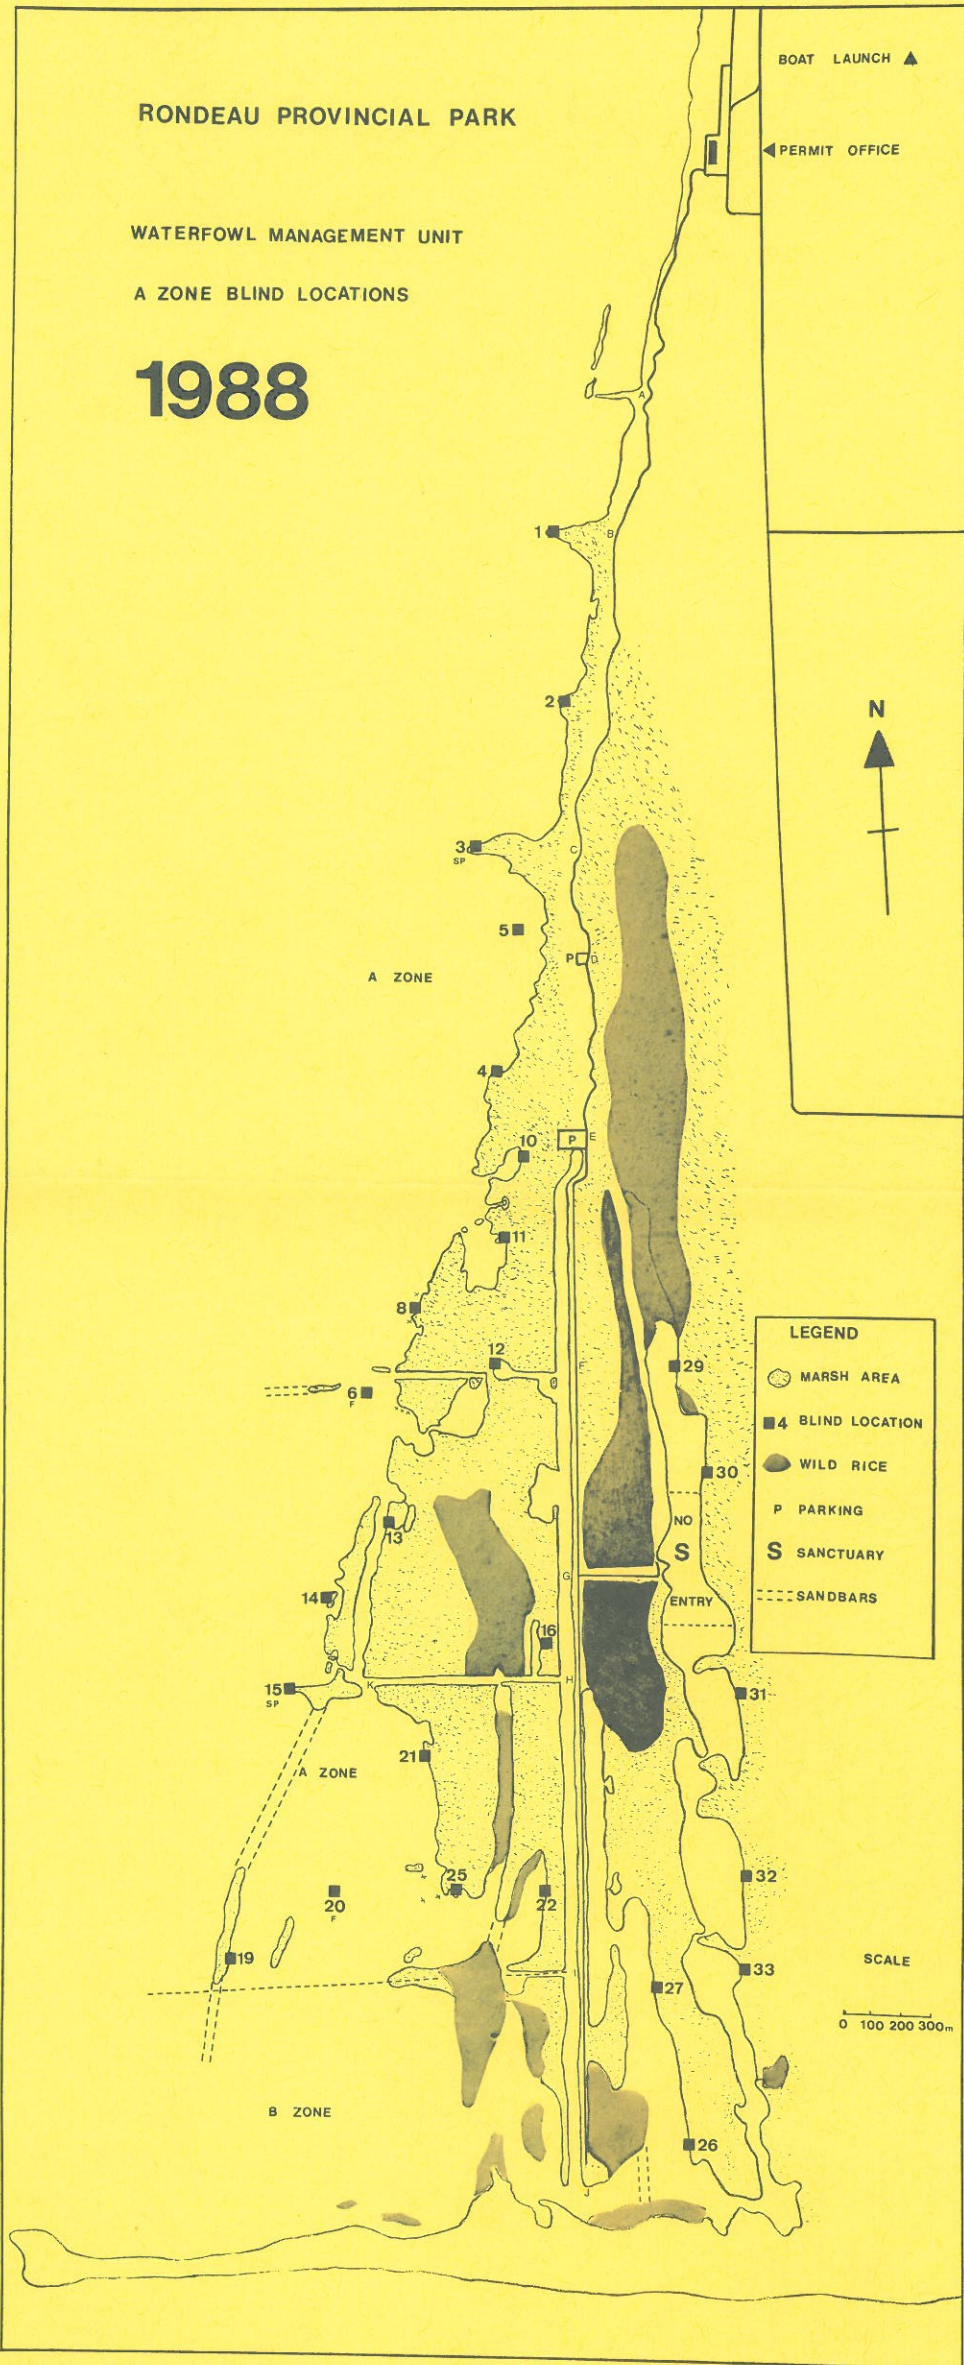 BOAT LAUNCH
RONDEAU PROVINCIAL PARK
PERMIT OFFICE
WATERFOWL MANAGEMENT UNIT
A ZONE BLIND LOCATIONS
1988
A
1
B
2
N
3
SP
C
5
P D
A ZONE
4
P E
10
11
8
LEGEND
MARSH AREA
4 BLIND LOCATION
WILD RICE
P PARKING
S SANCTUARY
SANDBARS
12
F
29
6
F
30
NO
S
ENTRY
13
G
14
16
H
15
SP
K
31
21
A ZONE
25
20
F
22
32
19
I
33
27
SCALE
0 100 200 300m
B ZONE
26
J